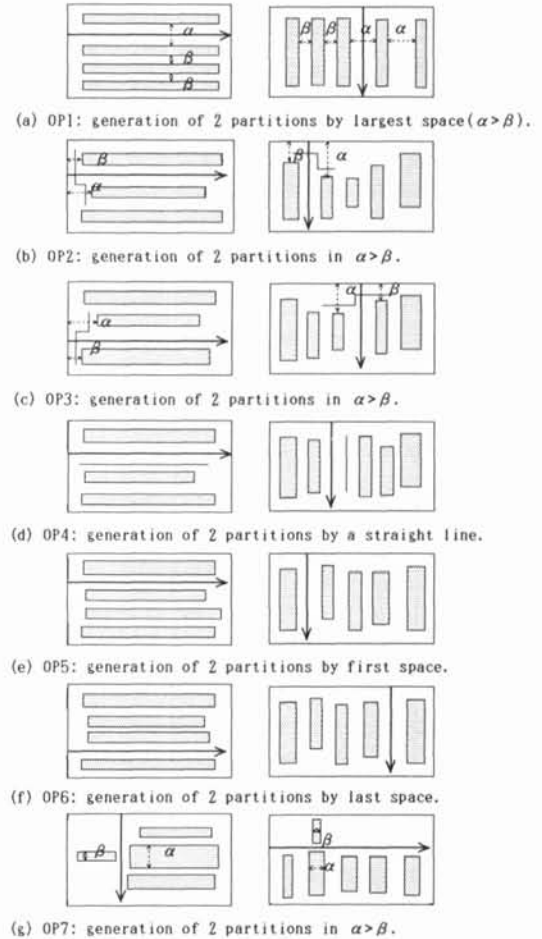 α β β β β α α
(a) OP1: generation of 2 partitions by largest space(α>β).
β α β α
(b) OP2: generation of 2 partitions in α>β.
α β α β
(c) OP3: generation of 2 partitions in α>β.
(d) OP4: generation of 2 partitions by a straight line.
(e) OP5: generation of 2 partitions by first space.
(f) OP6: generation of 2 partitions by last space.
β α β α
(g) OP7: generation of 2 partitions in α>β.